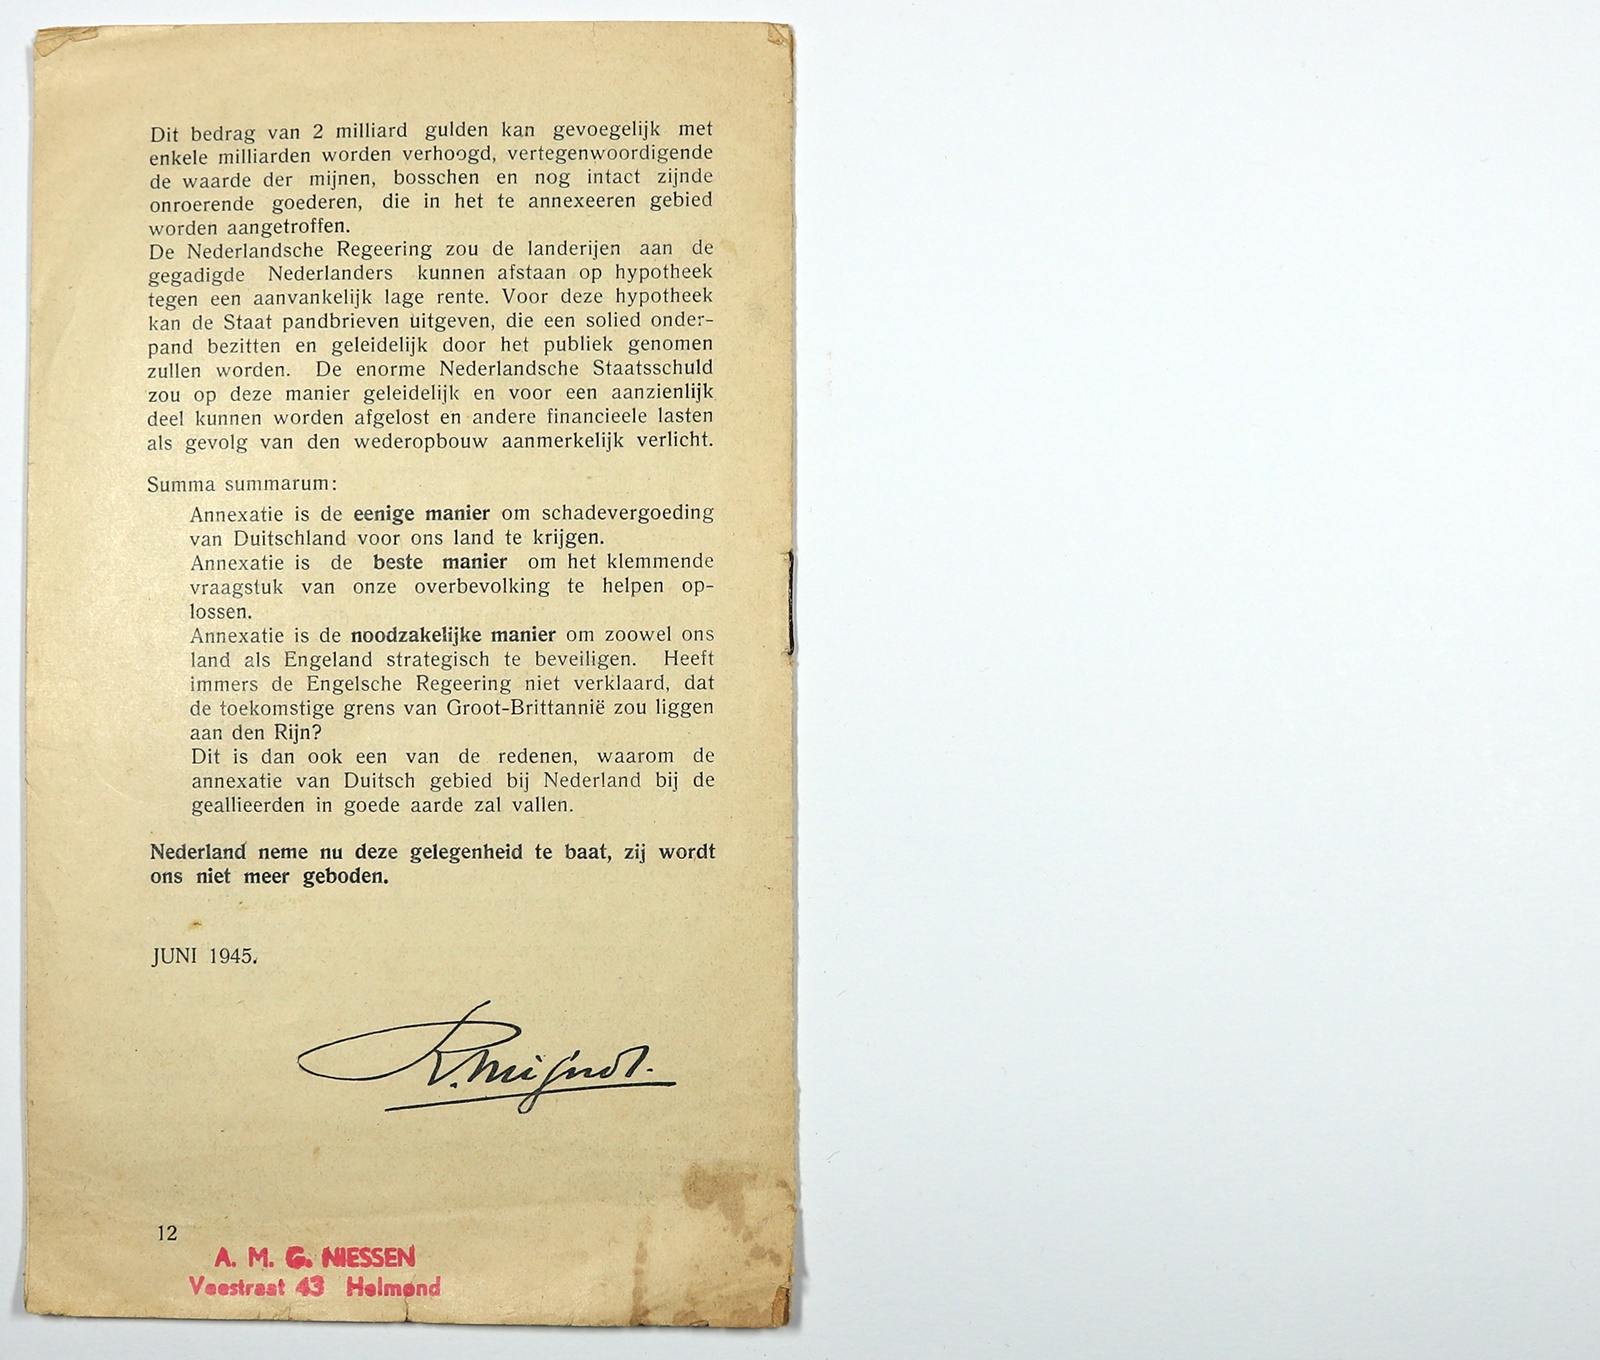 Dit bedrag van 2 milliard gulden kan gevoegelijk met
enkele milliarden worden verhoogd, vertegenwoordigende
de waarde der mijnen, bosschen en nog intact zijnde
onroerende goederen, die in het te annexeeren gebied
worden aangetroffen.
De Nederlandsche Regeering zou de landerijen aan de
gegadigde Nederlanders kunnen afstaan op hypotheek
tegen een aanvankelijk lage rente. Voor deze hypotheek
kan de Staat pandbrieven uitgeven, die een solied onder-
pand bezitten en geleidelijk door het publiek genomen
zullen worden. De enorme Nederlandsche Staatsschuld
zou op deze manier geleidelijk en voor een aanzienlijk
deel kunnen worden afgelost en andere financieele lasten
als gevolg van den wederopbouw aanmerkelijk verlicht.
Summa summarum:
Annexatie is de eenige manier om schadevergoeding
van Duitschland voor ons land te krijgen.
Annexatie is de beste manier om het klemmende
vraagstuk van onze overbevolking te helpen op-
lossen.
Annexatie is de noodzakelijke manier om zoowel ons
land als Engeland strategisch te beveiligen. Heeft
immers de Engelsche Regeering niet verklaard, dat
de toekomstige grens van Groot-Brittannië zou liggen
aan den Rijn?
Dit is dan ook een van de redenen, waarom de
annexatie van Duitsch gebied bij Nederland bij de
geallieerden in goede aarde zal vallen.
Nederland neme nu deze gelegenheid te baat, zij wordt
ons niet meer geboden.
JUNI 1945.
R. Mignot.
12
A. M. G. NIESSEN
Veestraat 43 Helmond